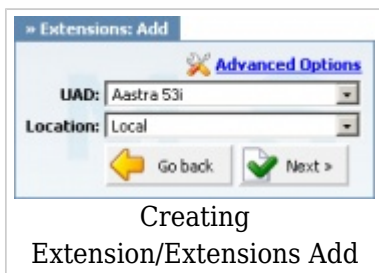 » Extensions: Add
Advanced Options
UAD: Aastra 53i
Location: Local
Go back Next »
Creating
Extension/Extensions Add